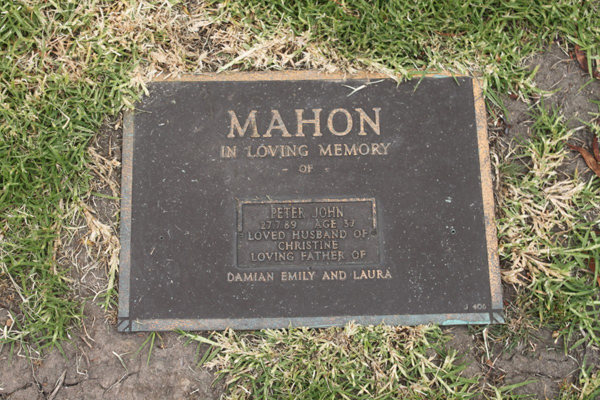 MAHON
IN LOVING MEMORY
OF
PETER JOHN
27.7.89 AGE 37
LOVED HUSBAND OF
CHRISTINE
LOVING FATHER OF
DAMIAN EMILY AND LAURA
J 406